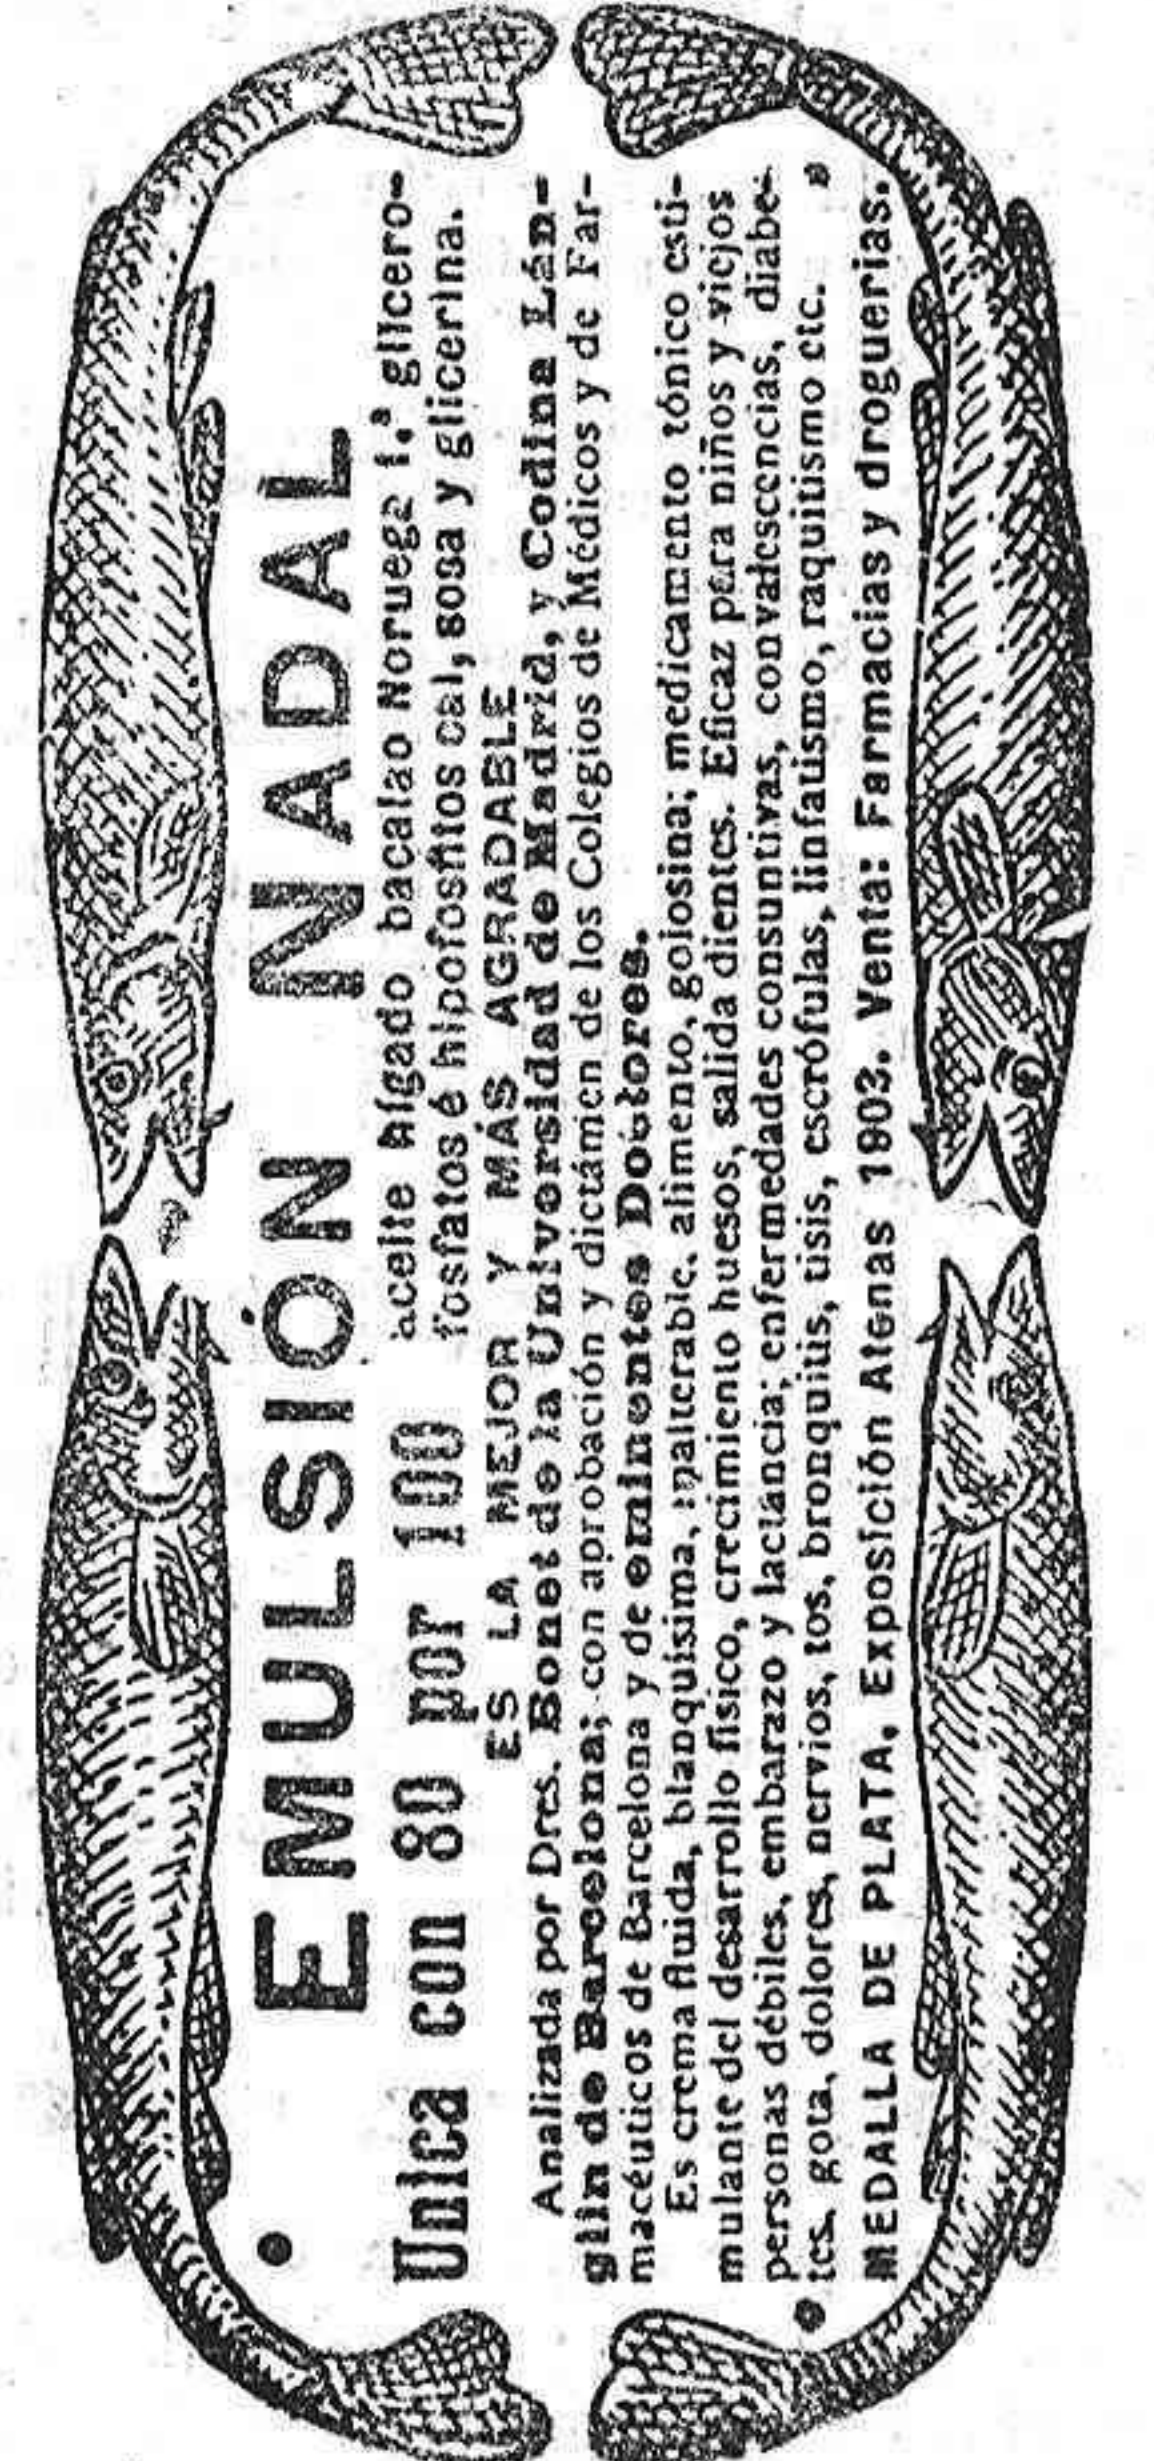 EMULSIÓN NADAL
Unica con 80 por 100 aceite hígado bacalao Noruega 1.ª glicero-
fosfatos é hipofosfitos cal, sosa y glicerina.
ES LA MEJOR Y MÁS AGRADABLE
Analizada por Dres. Bonet de la Universidad de Madrid, y Codina Län-
glin de Barcelona; con aprobación y dictámen de los Colegios de Médicos y de Far-
macéuticos de Barcelona y de eminentes Doctores.
Es crema fluida, blanquísima, inalterable, alimento, golosina; medicamento tónico esti-
mulante del desarrollo físico, crecimiento huesos, salida dientes. Eficaz para niños y viejos
personas débiles, embarazo y lactancia; enfermedades consuntivas, convalescencias, diabe-
tes, gota, dolores, nervios, tos, bronquitis, tisis, escrófulas, linfatismo, raquitismo etc.
MEDALLA DE PLATA, Exposición Atenas 1903. Venta: Farmacias y droguerias.